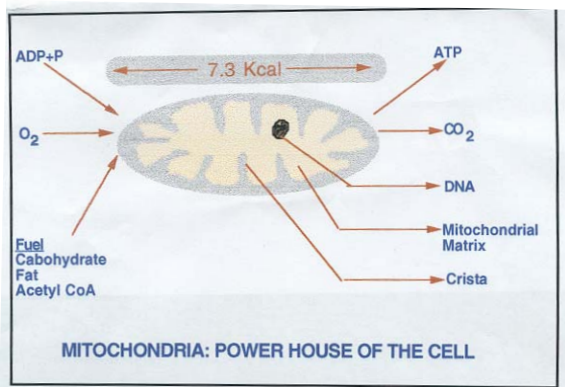 ADP+P
7.3 Kcal
ATP
O2
CO2
DNA
Fuel
Cabohydrate
Fat
Acetyl CoA
Mitochondrial
Matrix
Crista
MITOCHONDRIA: POWER HOUSE OF THE CELL